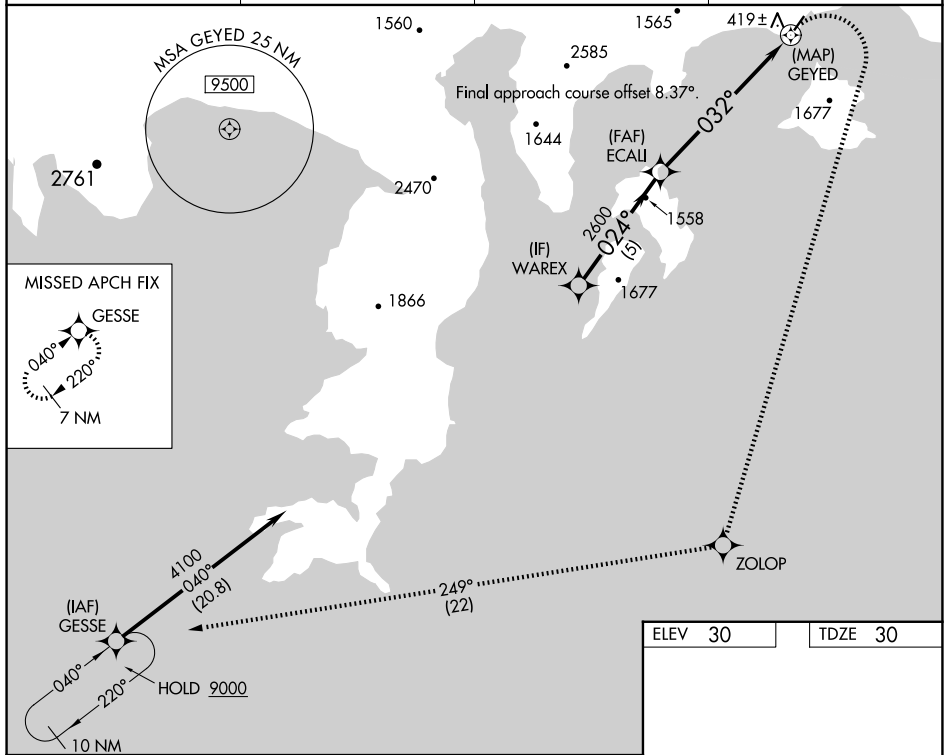 1560
1565
419±
MSA GEYED 25 NM
9500
2585
(MAP)
GEYED
Final approach course offset 8.37°.
1677
032°
1644
(FAF)
ECALI
2761
2470
1558
2600
024°
(5)
(IF)
WAREX
1677
MISSED APCH FIX
GESSE
040°
220°
7 NM
1866
4100
040°
(20.8)
ZOLOP
249°
(22)
(IAF)
GESSE
040°
220°
HOLD 9000
10 NM
ELEV 30
TDZE 30